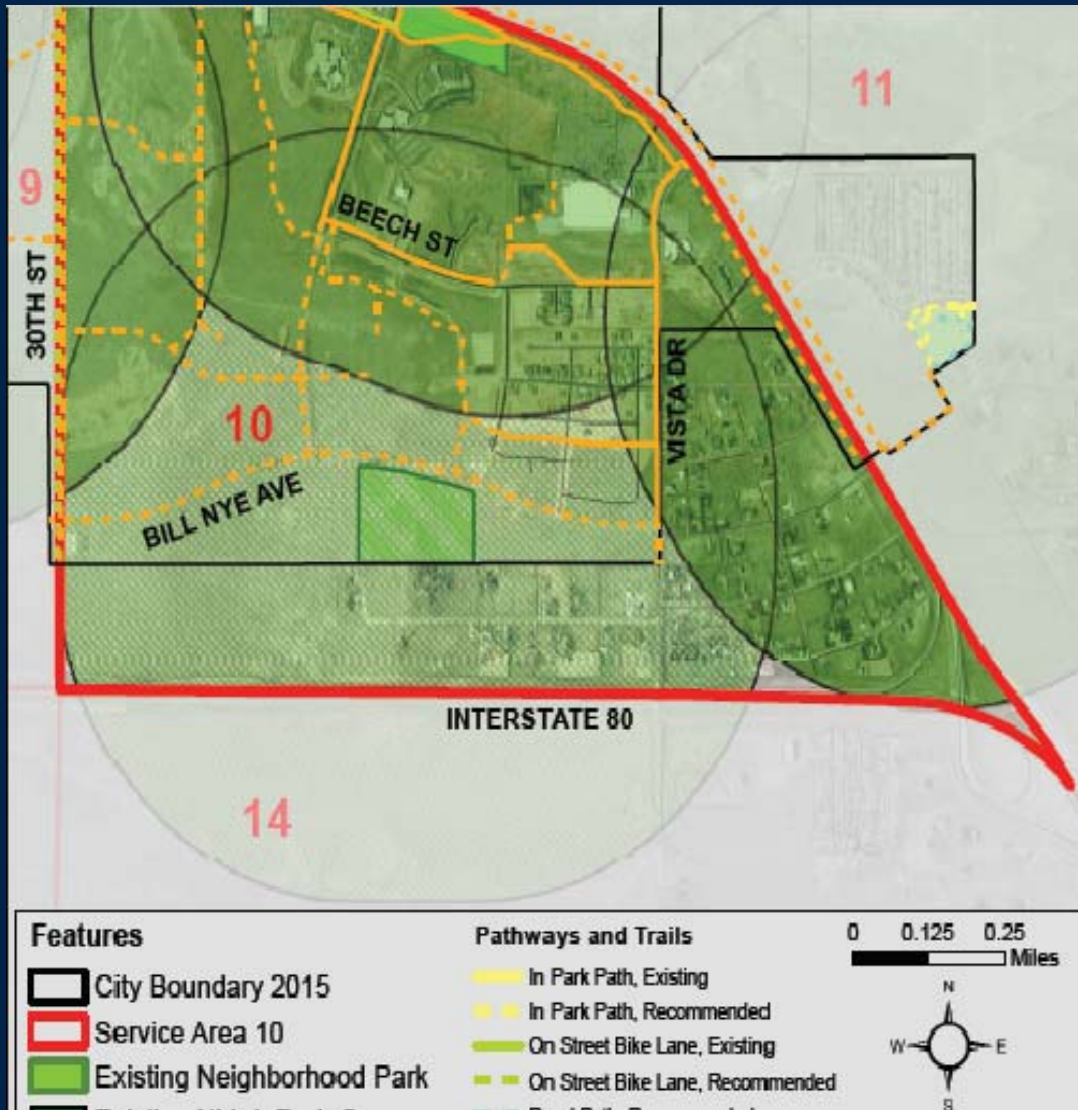 11
9
BEECH ST
30TH ST
VISTA DR
10
BILL NYE AVE
INTERSTATE 80
14
Features
City Boundary 2015
Service Area 10
Existing Neighborhood Park
Pathways and Trails
In Park Path, Existing
In Park Path, Recommended
On Street Bike Lane, Existing
On Street Bike Lane, Recommended
0 0.125 0.25
Miles
N
W E
S